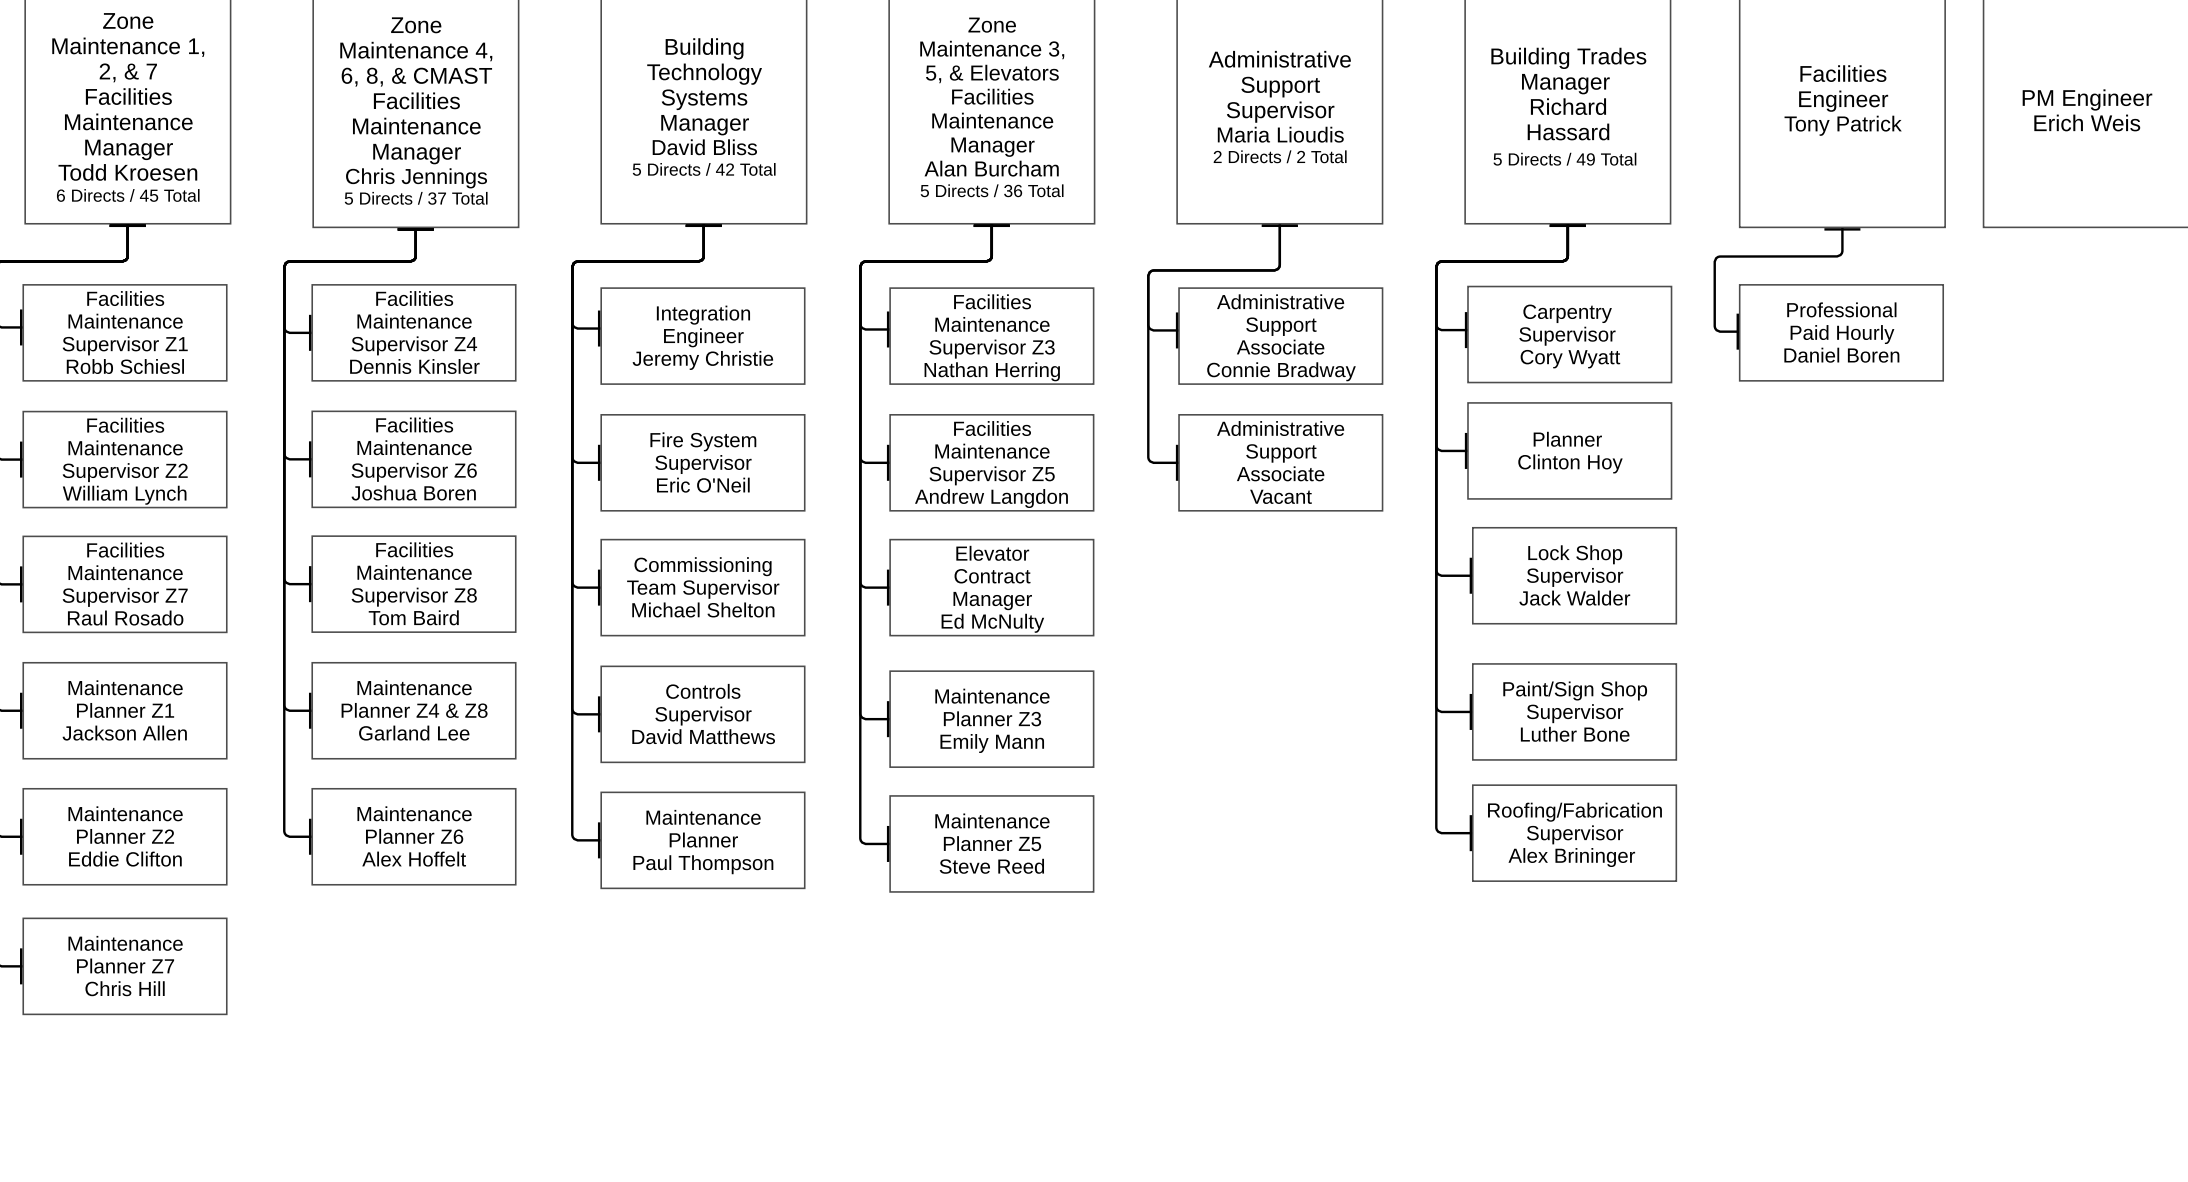 Zone
Maintenance 1,
2, & 7
Facilities
Maintenance
Manager
Todd Kroesen
6 Directs / 45 Total
Facilities
Maintenance
Supervisor Z1
Robb Schiesl
Facilities
Maintenance
Supervisor Z2
William Lynch
Facilities
Maintenance
Supervisor Z7
Raul Rosado
Maintenance
Planner Z1
Jackson Allen
Maintenance
Planner Z2
Eddie Clifton
Maintenance
Planner Z7
Chris Hill
Zone
Maintenance 4,
6, 8, & CMAST
Facilities
Maintenance
Manager
Chris Jennings
5 Directs / 37 Total
Facilities
Maintenance
Supervisor Z4
Dennis Kinsler
Facilities
Maintenance
Supervisor Z6
Joshua Boren
Facilities
Maintenance
Supervisor Z8
Tom Baird
Maintenance
Planner Z4 & Z8
Garland Lee
Maintenance
Planner Z6
Alex Hoffelt
Building
Technology
Systems
Manager
David Bliss
5 Directs / 42 Total
Integration
Engineer
Jeremy Christie
Fire System
Supervisor
Eric O'Neil
Commissioning
Team Supervisor
Michael Shelton
Controls
Supervisor
David Matthews
Maintenance
Planner
Paul Thompson
Zone
Maintenance 3,
5, & Elevators
Facilities
Maintenance
Manager
Alan Burcham
5 Directs / 36 Total
Facilities
Maintenance
Supervisor Z3
Nathan Herring
Facilities
Maintenance
Supervisor Z5
Andrew Langdon
Elevator
Contract
Manager
Ed McNulty
Maintenance
Planner Z3
Emily Mann
Maintenance
Planner Z5
Steve Reed
Administrative
Support
Supervisor
Maria Lioudis
2 Directs / 2 Total
Administrative
Support
Associate
Connie Bradway
Administrative
Support
Associate
Vacant
Building Trades
Manager
Richard
Hassard
5 Directs / 49 Total
Carpentry
Supervisor
Cory Wyatt
Planner
Clinton Hoy
Lock Shop
Supervisor
Jack Walder
Paint/Sign Shop
Supervisor
Luther Bone
Roofing/Fabrication
Supervisor
Alex Brininger
Facilities
Engineer
Tony Patrick
Professional
Paid Hourly
Daniel Boren
PM Engineer
Erich Weis